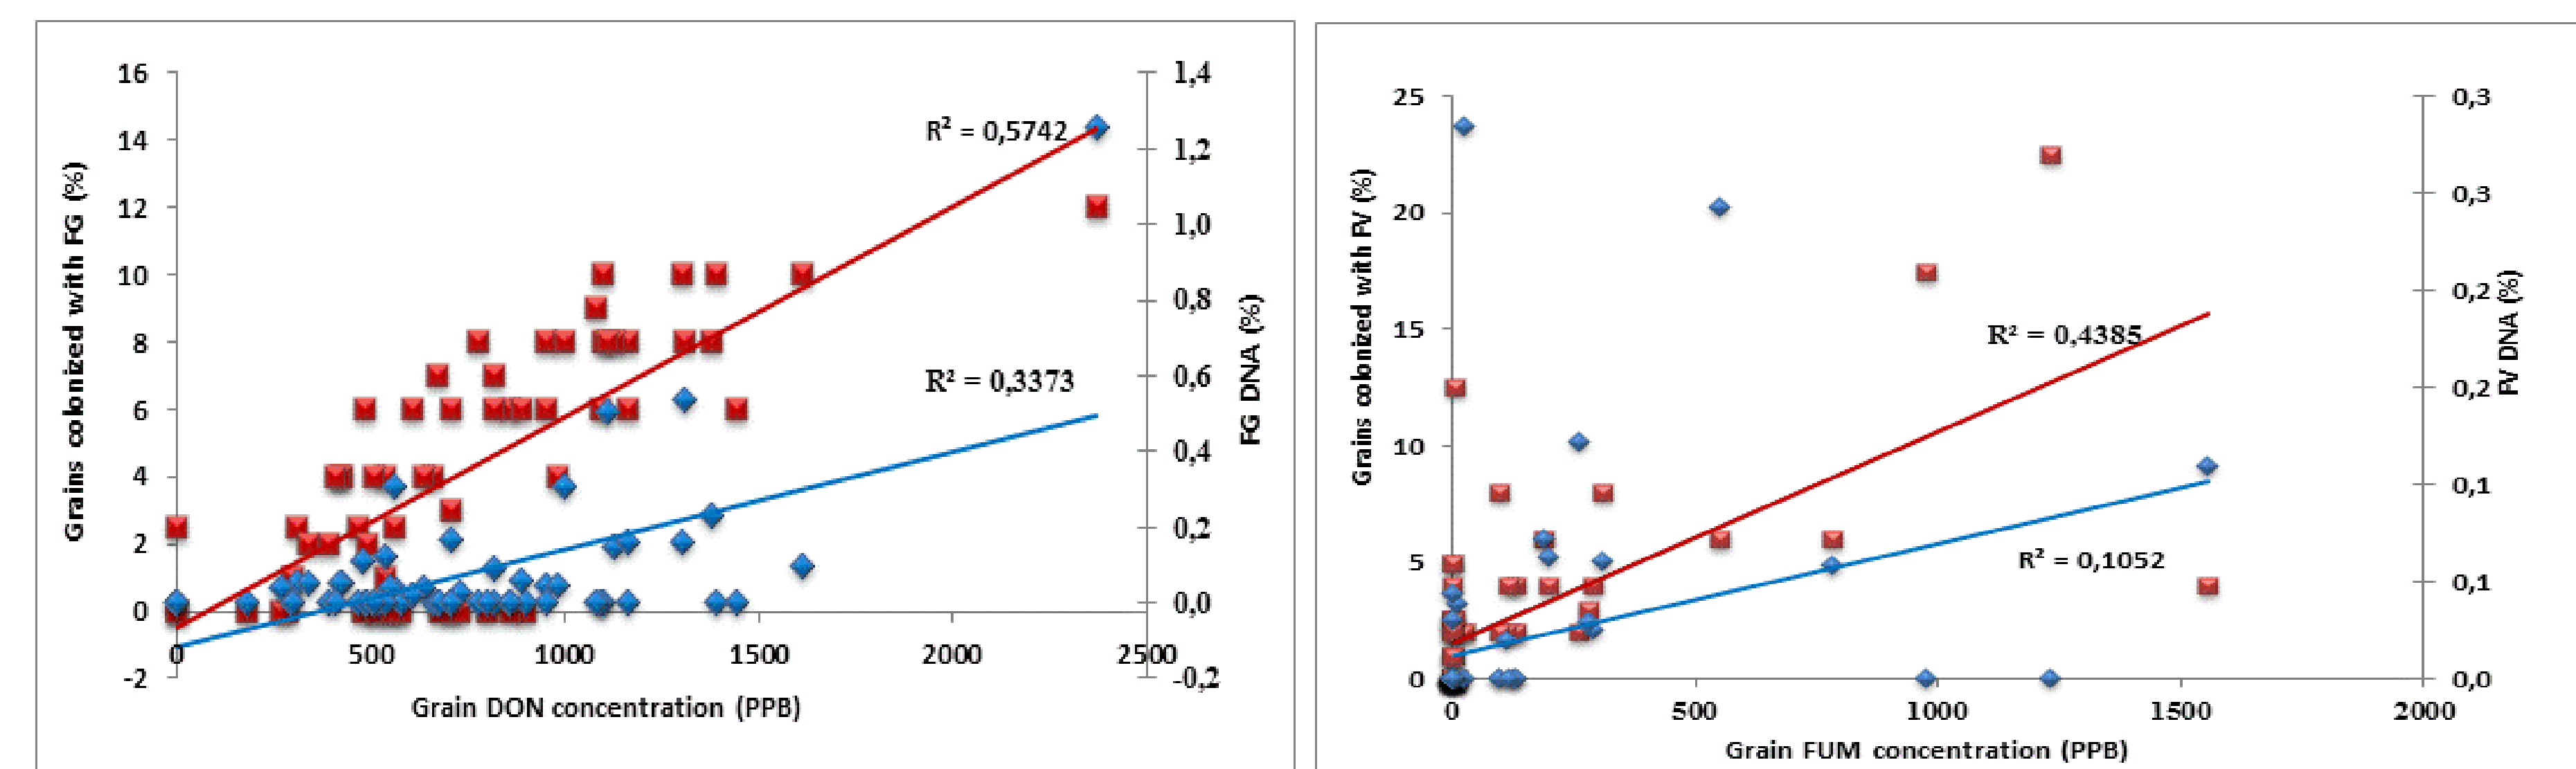 16
14
12
10
8
6
4
2
0
-2
Grains colonized with FG (%)
R² = 0,5742
R² = 0,3373
1,4
1,2
1,0
0,8
0,6
0,4
0,2
0,0
-0,2
FG DNA (%)
0 500 1000 1500 2000 2500
Grain DON concentration (PPB)
25
20
15
10
5
0
Grains colonized with FV (%)
R² = 0,4385
R² = 0,1052
0,3
0,3
0,2
0,2
0,1
0,1
0,0
FV DNA (%)
0 500 1000 1500 2000
Grain FUM concentration (PPB)